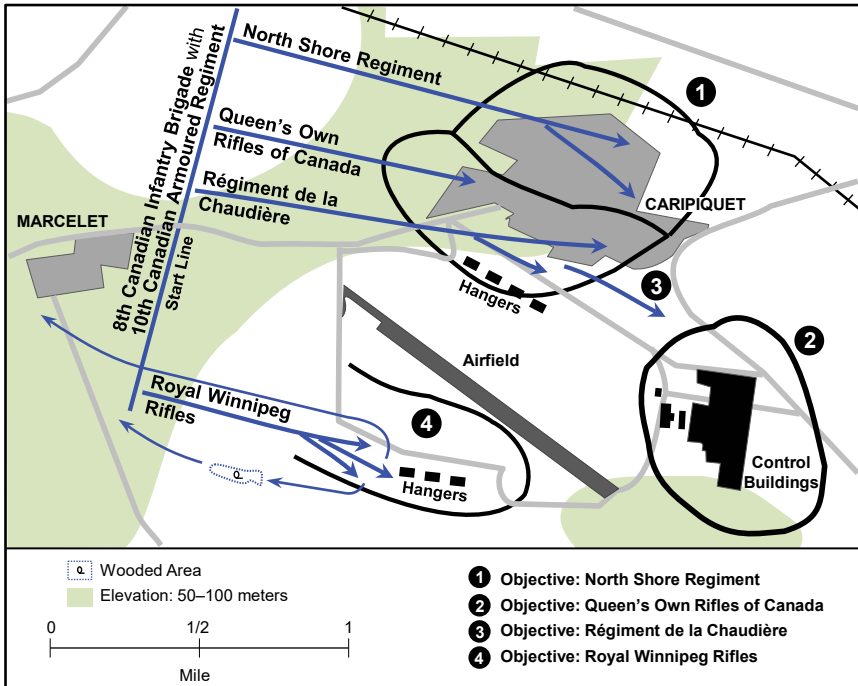 North Shore Regiment
1
Queen's Own
Rifles of Canada
Régiment de la
Chaudière
8th Canadian Infantry Brigade with
10th Canadian Armoured Regiment
Start Line
MARCELET
CARIPIQUET
Hangers
3
2
Airfield
Royal Winnipeg
Rifles
4
Hangers
Control
Buildings
Wooded Area
Elevation: 50–100 meters
0 1/2 1
Mile
1 Objective: North Shore Regiment
2 Objective: Queen's Own Rifles of Canada
3 Objective: Régiment de la Chaudière
4 Objective: Royal Winnipeg Rifles